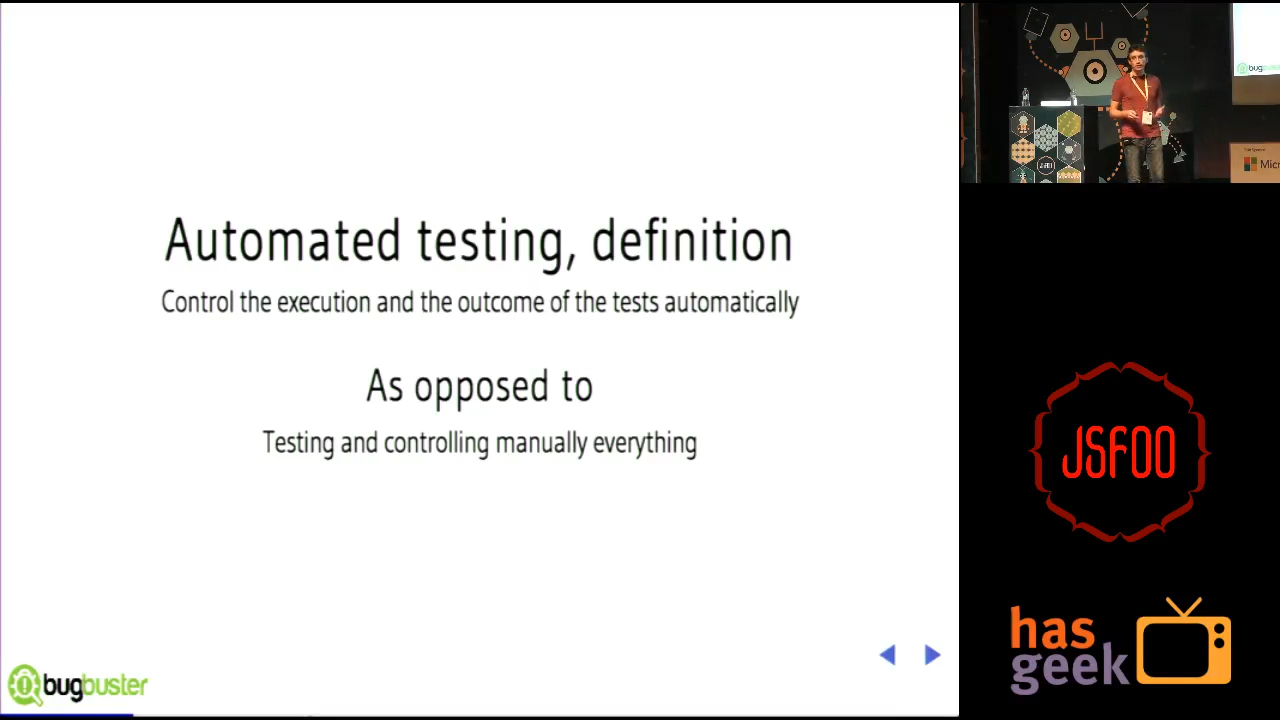 Automated testing, definition
Control the execution and the outcome of the tests automatically
As opposed to
Testing and controlling manually everything
bugbuster
JSFOO
has
geek